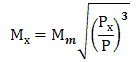 Mₓ = Mₘ√((Pₓ/P)³)